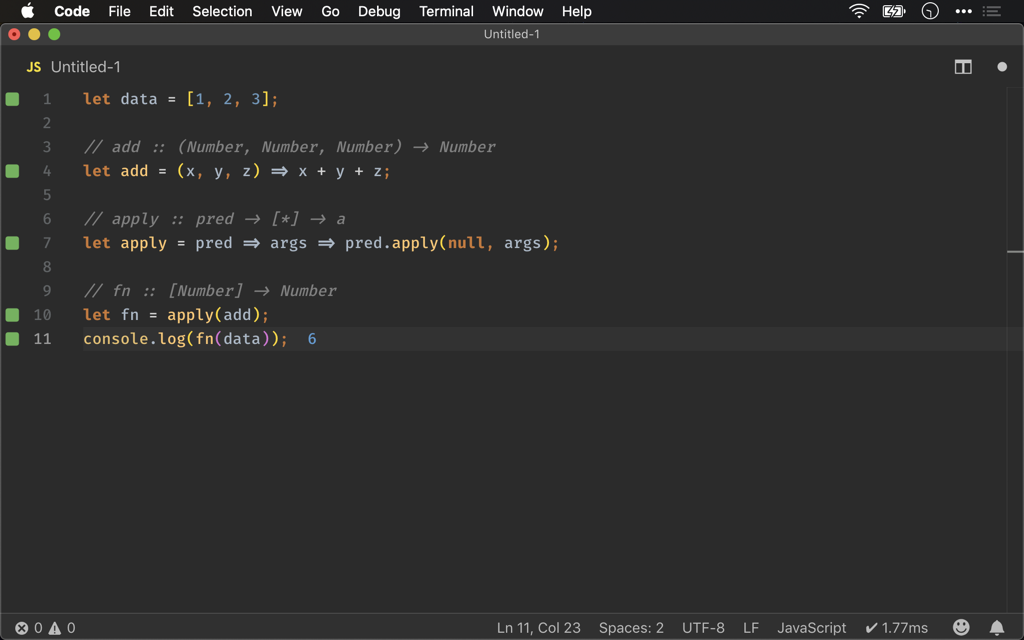 Code File Edit Selection View Go Debug Terminal Window Help
Untitled-1
JS Untitled-1
1 let data = [1, 2, 3];
2
3 // add :: (Number, Number, Number) → Number
4 let add = (x, y, z) ⇒ x + y + z;
5
6 // apply :: pred → [*] → a
7 let apply = pred ⇒ args ⇒ pred.apply(null, args);
8
9 // fn :: [Number] → Number
10 let fn = apply(add);
11 console.log(fn(data)); 6
0 0 Ln 11, Col 23 Spaces: 2 UTF-8 LF JavaScript ✔ 1.77ms